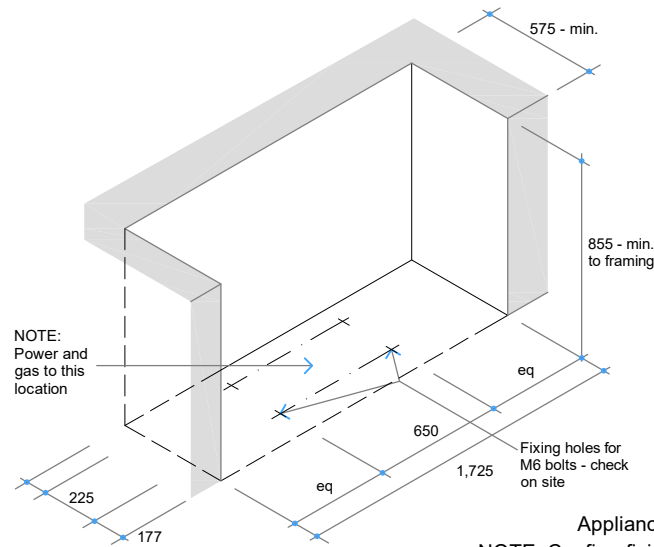 575 - min.
855 - min.
to framing
NOTE:
Power and
gas to this
location
eq
650
Fixing holes for
M6 bolts - check
on site
1,725
eq
225
177